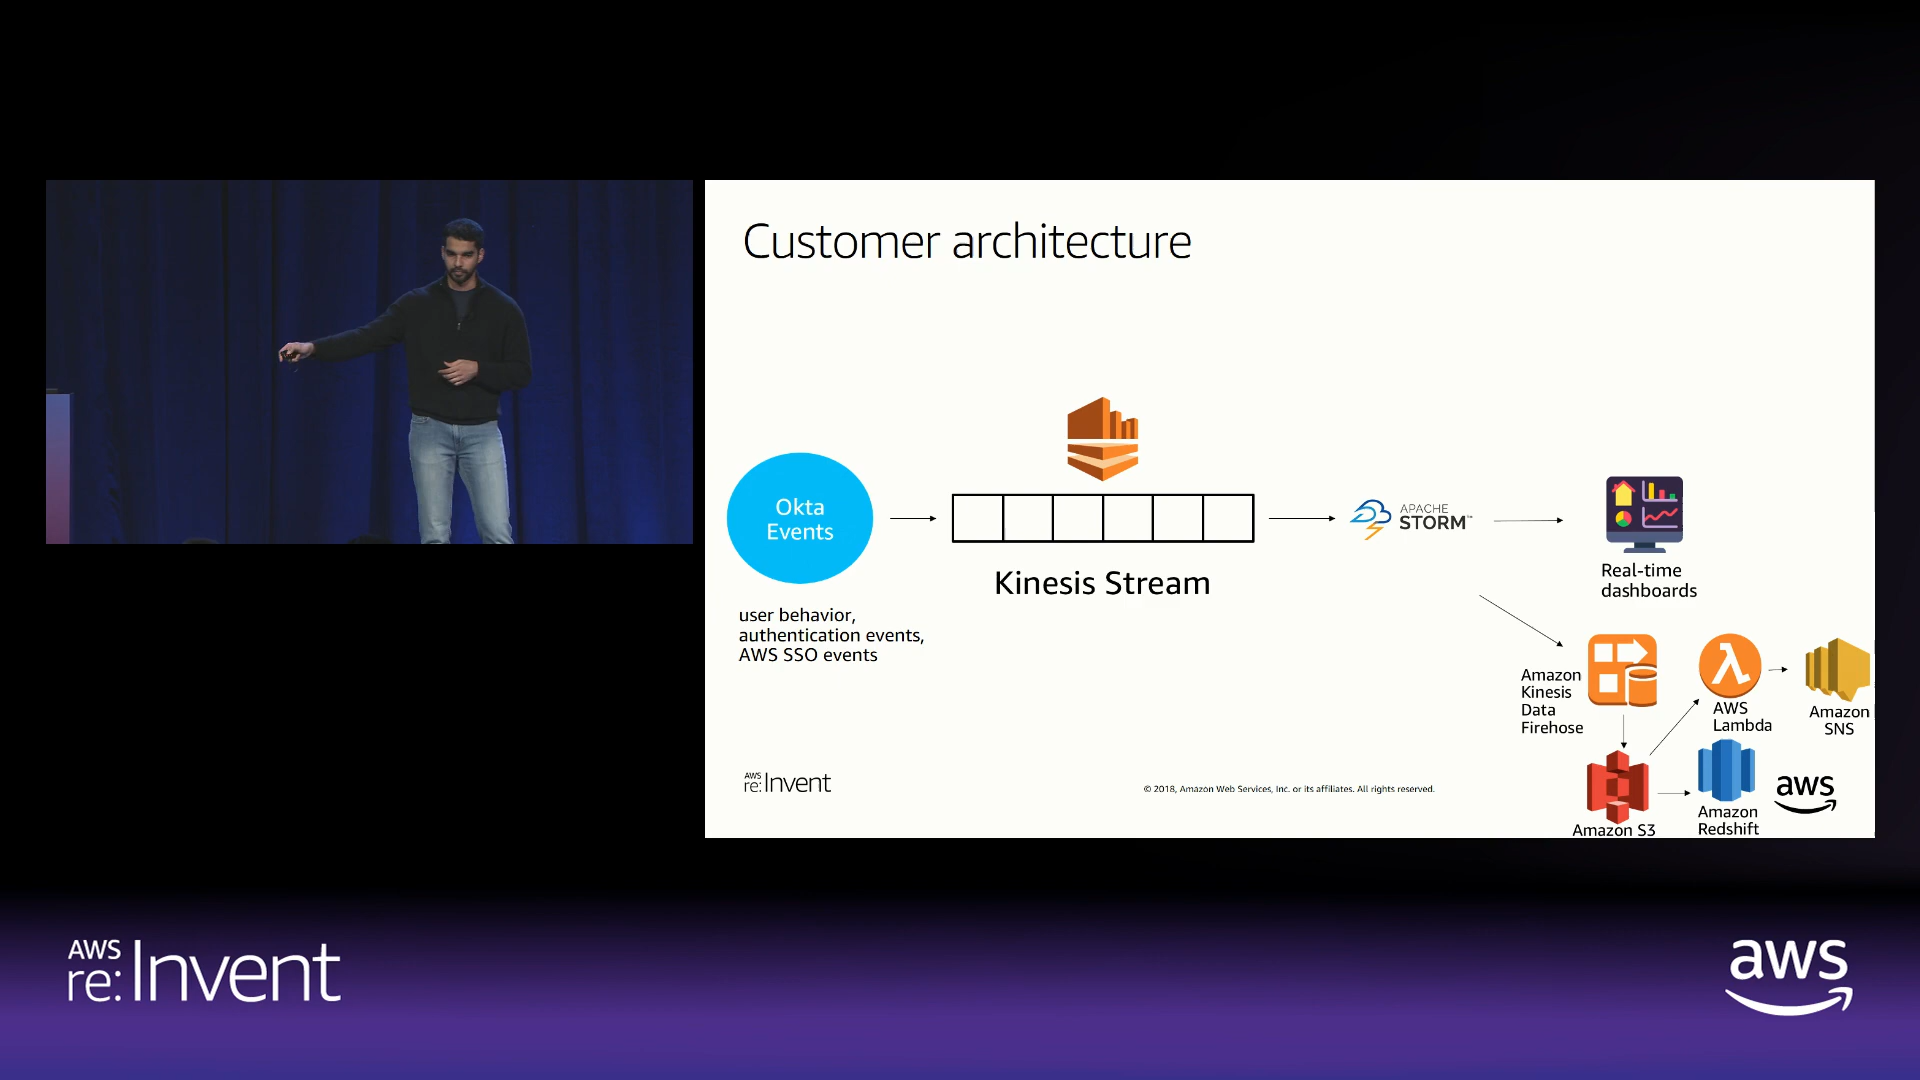 Customer architecture
Okta
Events
user behavior,
authentication events,
AWS SSO events
Kinesis Stream
APACHE
STORM™
Real-time
dashboards
Amazon
Kinesis
Data
Firehose
AWS
Lambda
Amazon
SNS
Amazon S3
Amazon
Redshift
aws
AWS
re:Invent
© 2018, Amazon Web Services, Inc. or its affiliates. All rights reserved.
AWS
re:Invent
aws